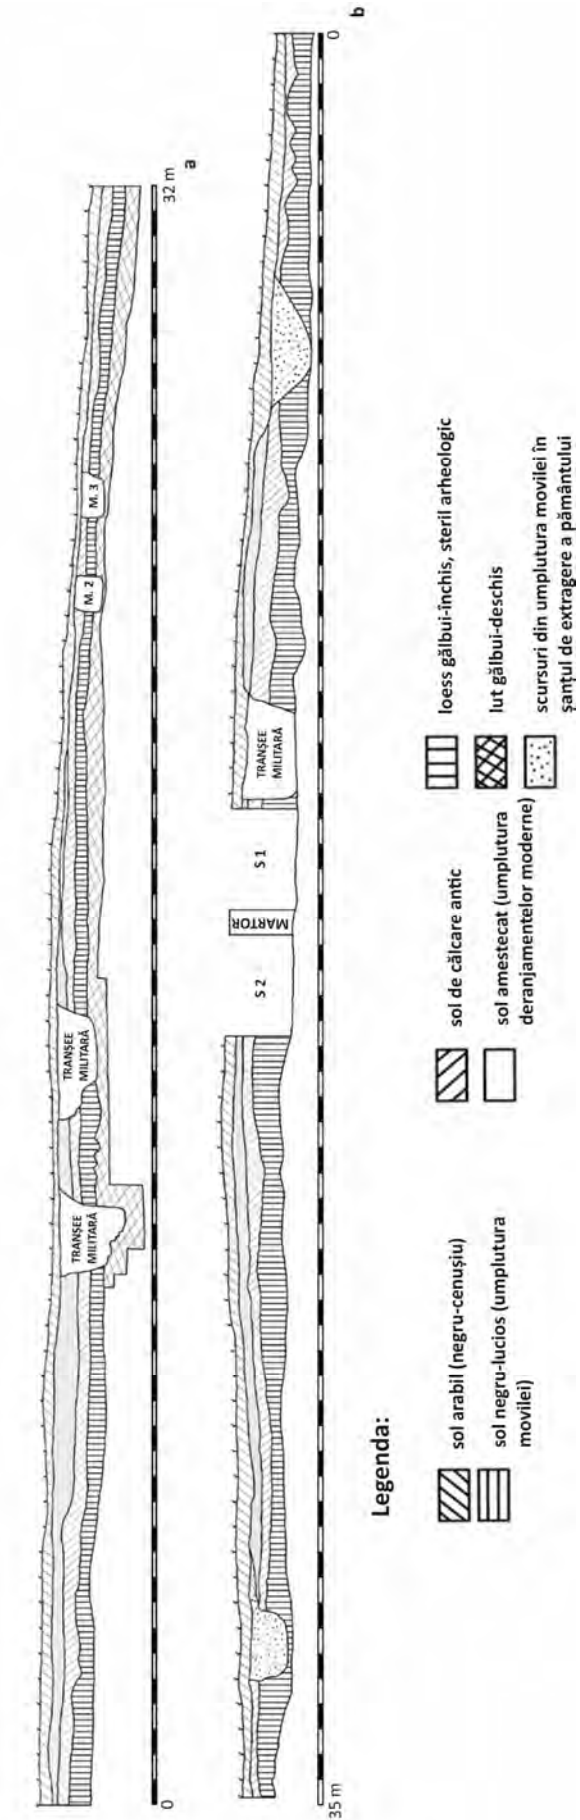 a
TRANȘEE
MILITARĂ
TRANȘEE
MILITARĂ
M. 2
M. 3
0
32 m
b
S 2
MARTOR
S 1
TRANȘEE
MILITARĂ
35 m
0
Legenda:
sol arabil (negru-cenușiu)
sol negru-lucios (umplutura
movilei)
sol de călcare antic
sol amestecat (umplutura
deranjamentelor moderne)
loess gălbui-închis, steril arheologic
lut gălbui-deschis
scursuri din umplutura movilei în
șanțul de extragere a pământului